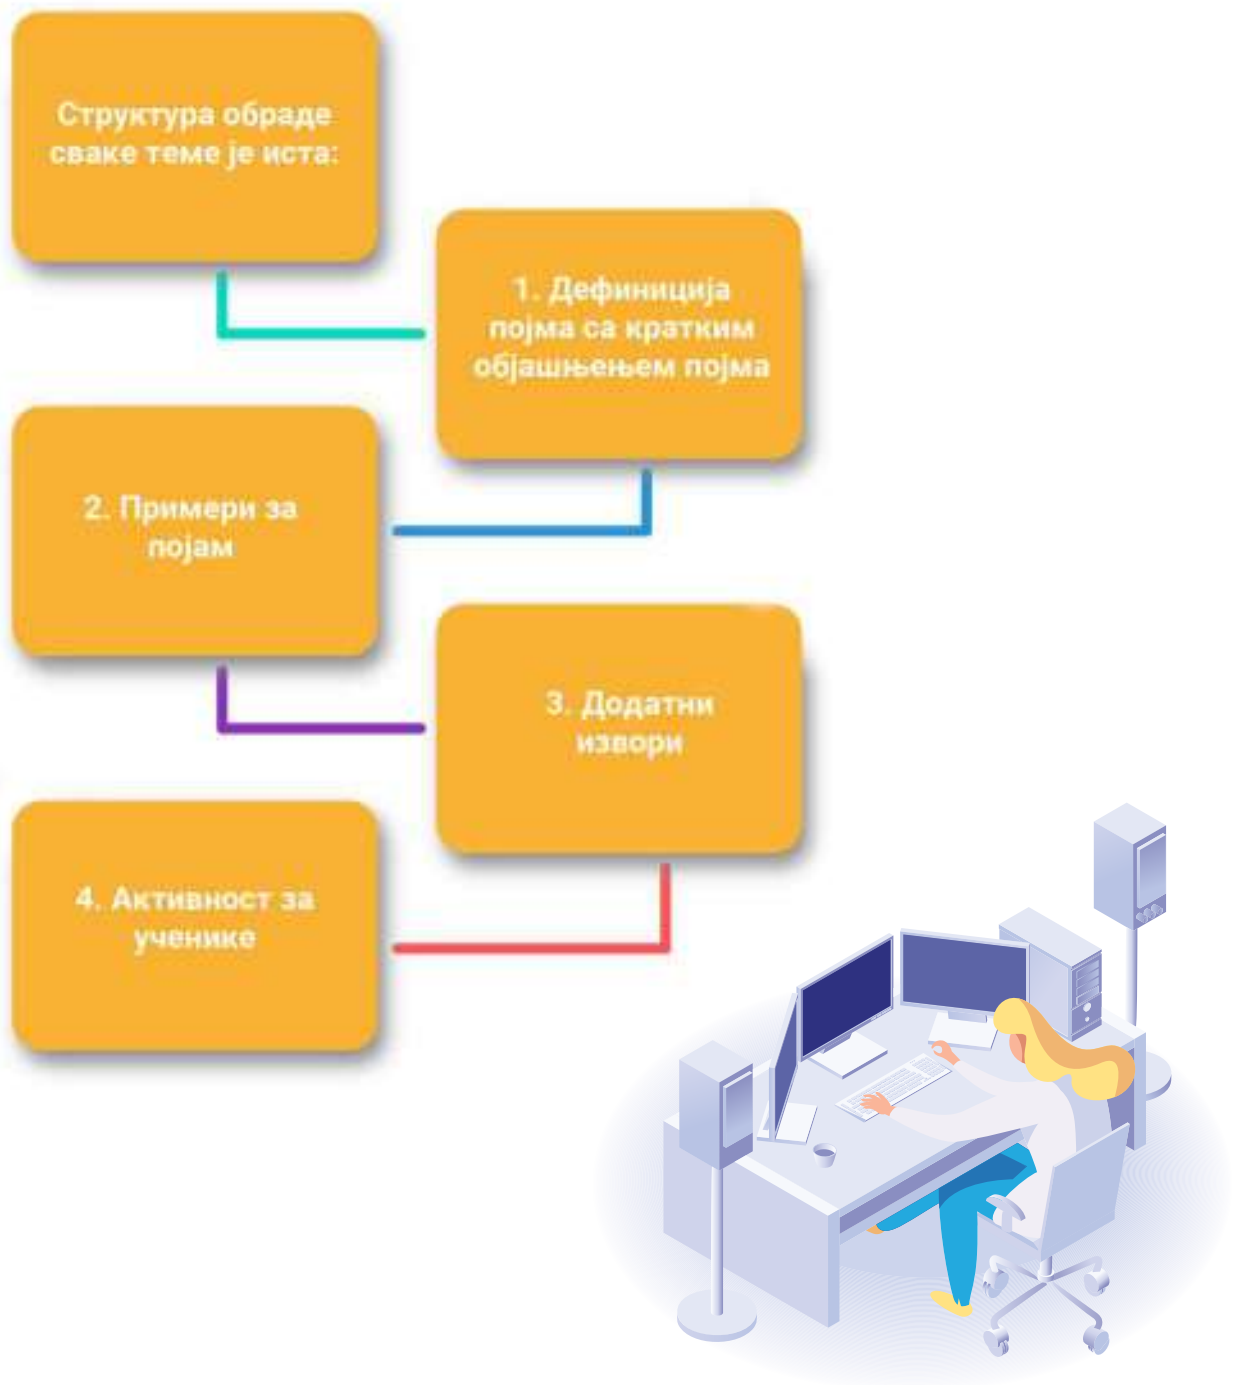 Структура обраде
сваке теме је иста:
1. Дефиниција
појма са кратким
објашњењем појма
2. Примери за
појам
3. Додатни
извори
4. Активност за
ученике